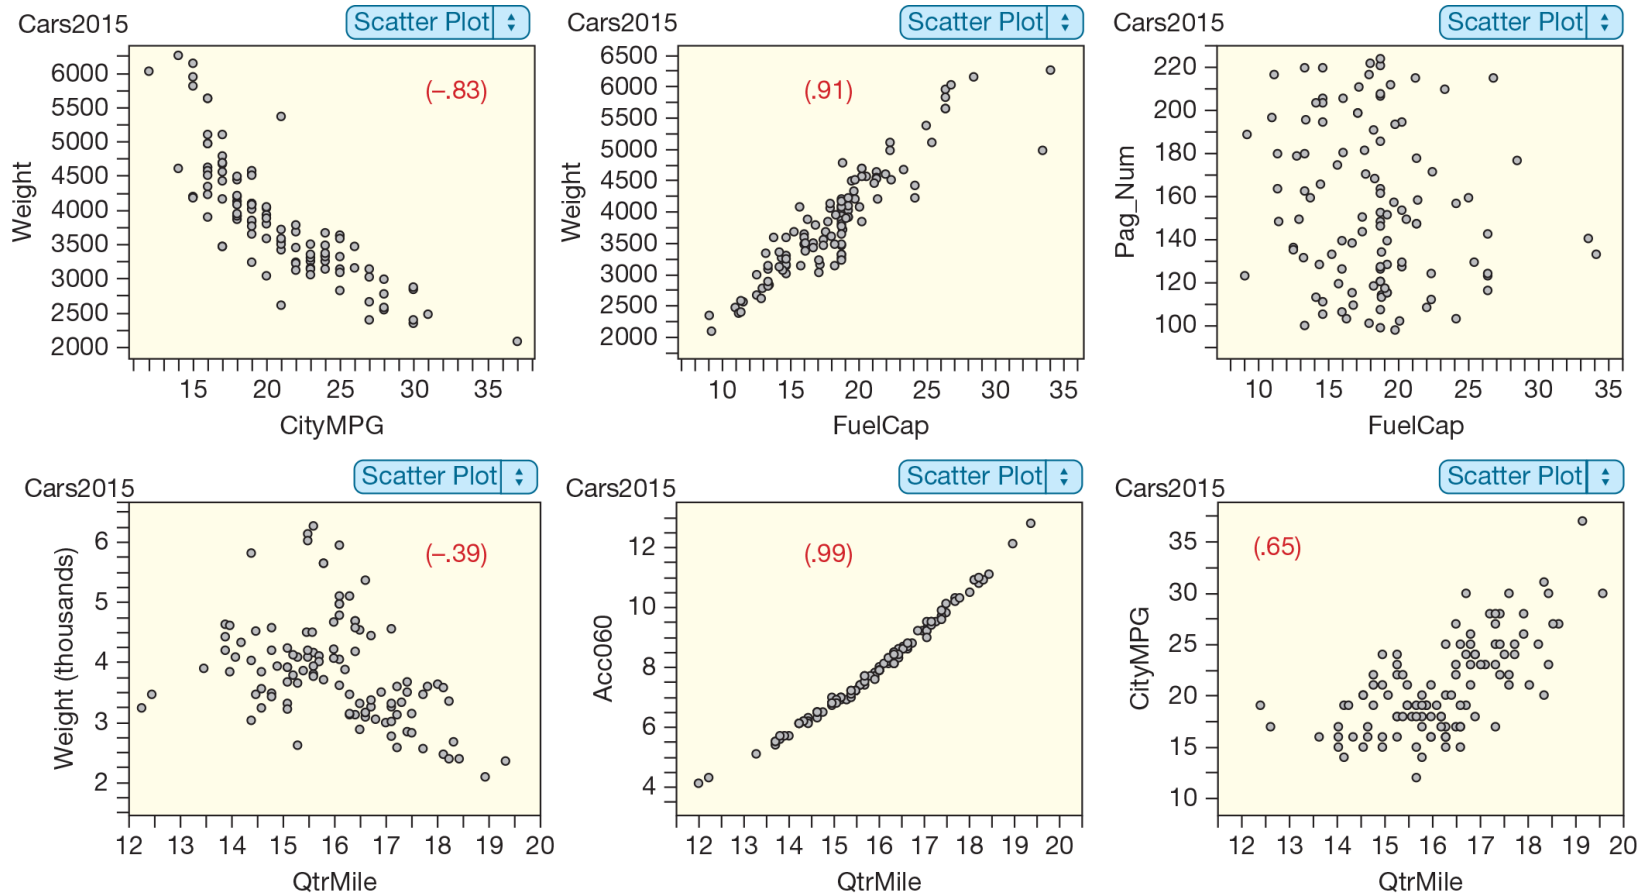 Cars2015
Scatter Plot
6000
5500
5000
4500
4000
3500
3000
2500
2000
Weight
(–.83)
15 20 25 30 35
CityMPG
Cars2015
Scatter Plot
6500
6000
5500
5000
4500
4000
3500
3000
2500
2000
Weight
(.91)
10 15 20 25 30 35
FuelCap
Cars2015
Scatter Plot
220
200
180
160
140
120
100
Pag_Num
10 15 20 25 30 35
FuelCap
Cars2015
Scatter Plot
6
5
4
3
2
Weight (thousands)
(–.39)
12 13 14 15 16 17 18 19 20
QtrMile
Cars2015
Scatter Plot
12
10
8
6
4
Acc060
(.99)
12 13 14 15 16 17 18 19 20
QtrMile
Cars2015
Scatter Plot
35
30
25
20
15
10
CityMPG
(.65)
12 13 14 15 16 17 18 19 20
QtrMile